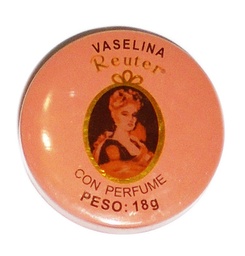 VASELINA
Reuter
CON PERFUME
PESO: 18g